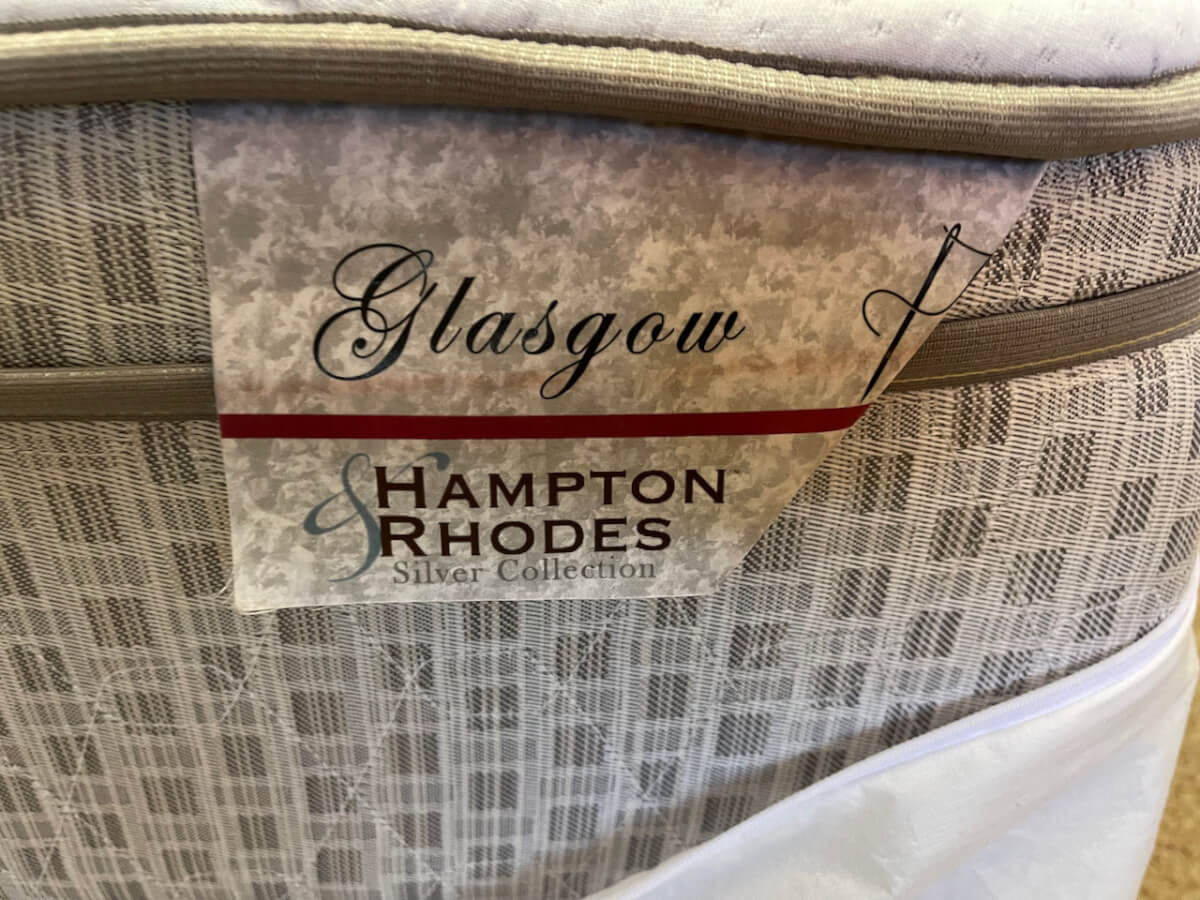 Glasgow
& HAMPTON
RHODES
Silver Collection